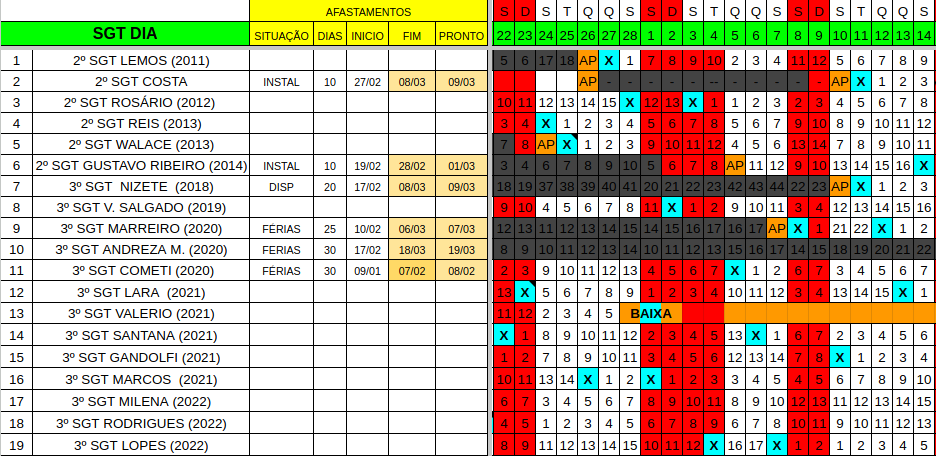 AFASTAMENTOS S D S T Q Q S S D S T Q Q S S D S T Q Q S
SGT DIA SITUAÇÃO DIAS INICIO FIM PRONTO 22 23 24 25 26 27 28 1 2 3 4 5 6 7 8 9 10 11 12 13 14
1 2º SGT LEMOS (2011) 5 6 17 18 AP X 1 7 8 9 10 2 3 4 11 12 5 6 7 8 9
2 2º SGT COSTA INSTAL 10 27/02 08/03 09/03 AP - - - - - - - - - - - AP X 1 2 3
3 2º SGT ROSÁRIO (2012) 10 11 12 13 14 15 X 12 13 X 1 1 2 3 2 3 4 5 6 7 8
4 2º SGT REIS (2013) 3 4 X 1 2 3 4 5 6 7 8 5 6 7 9 10 8 9 10 11 12
5 2º SGT WALACE (2013) 7 8 AP X 1 2 3 9 10 11 12 4 5 6 13 14 7 8 9 10 11
6 2º SGT GUSTAVO RIBEIRO (2014) INSTAL 10 19/02 28/02 01/03 3 4 6 7 8 9 10 5 6 7 8 AP 11 12 9 10 13 14 15 16 X
7 3º SGT NIZETE (2018) DISP 20 17/02 08/03 09/03 18 19 37 38 39 40 41 20 21 22 23 42 43 44 22 23 AP X 1 2 3
8 3º SGT V. SALGADO (2019) 9 10 4 5 6 7 8 11 X 1 2 9 10 11 3 4 12 13 14 15 16
9 3º SGT MARREIRO (2020) FÉRIAS 25 10/02 06/03 07/03 12 13 11 12 13 14 15 14 15 16 17 16 17 AP X 1 21 22 X 1 2
10 3º SGT ANDREZA M. (2020) FERIAS 30 17/02 18/03 19/03 8 9 10 11 12 13 14 10 11 12 13 15 16 17 14 15 18 19 20 21 22
11 3º SGT COMETI (2020) FÉRIAS 30 09/01 07/02 08/02 2 3 9 10 11 12 13 4 5 6 7 X 1 2 6 7 3 4 5 6 7
12 3º SGT LARA (2021) 13 X 5 6 7 8 9 1 2 3 4 10 11 12 3 4 13 14 15 X 1
13 3º SGT VALERIO (2021) 11 12 2 3 4 5 BAIXA
14 3º SGT SANTANA (2021) X 1 8 9 10 11 12 2 3 4 5 13 X 1 6 7 2 3 4 5 6
15 3º SGT GANDOLFI (2021) 1 2 7 8 9 10 11 3 4 5 6 12 13 14 7 8 X 1 2 3 4
16 3º SGT MARCOS (2021) 10 11 13 14 X 1 2 X 1 2 3 3 4 5 4 5 6 7 8 9 10
17 3º SGT MILENA (2022) 6 7 3 4 5 6 7 8 9 10 11 8 9 10 12 13 11 12 13 14 15
18 3º SGT RODRIGUES (2022) 4 5 1 2 3 4 5 6 7 8 9 6 7 8 10 11 9 10 11 12 13
19 3º SGT LOPES (2022) 8 9 11 12 13 14 15 10 11 12 X 16 17 X 1 2 1 2 3 4 5